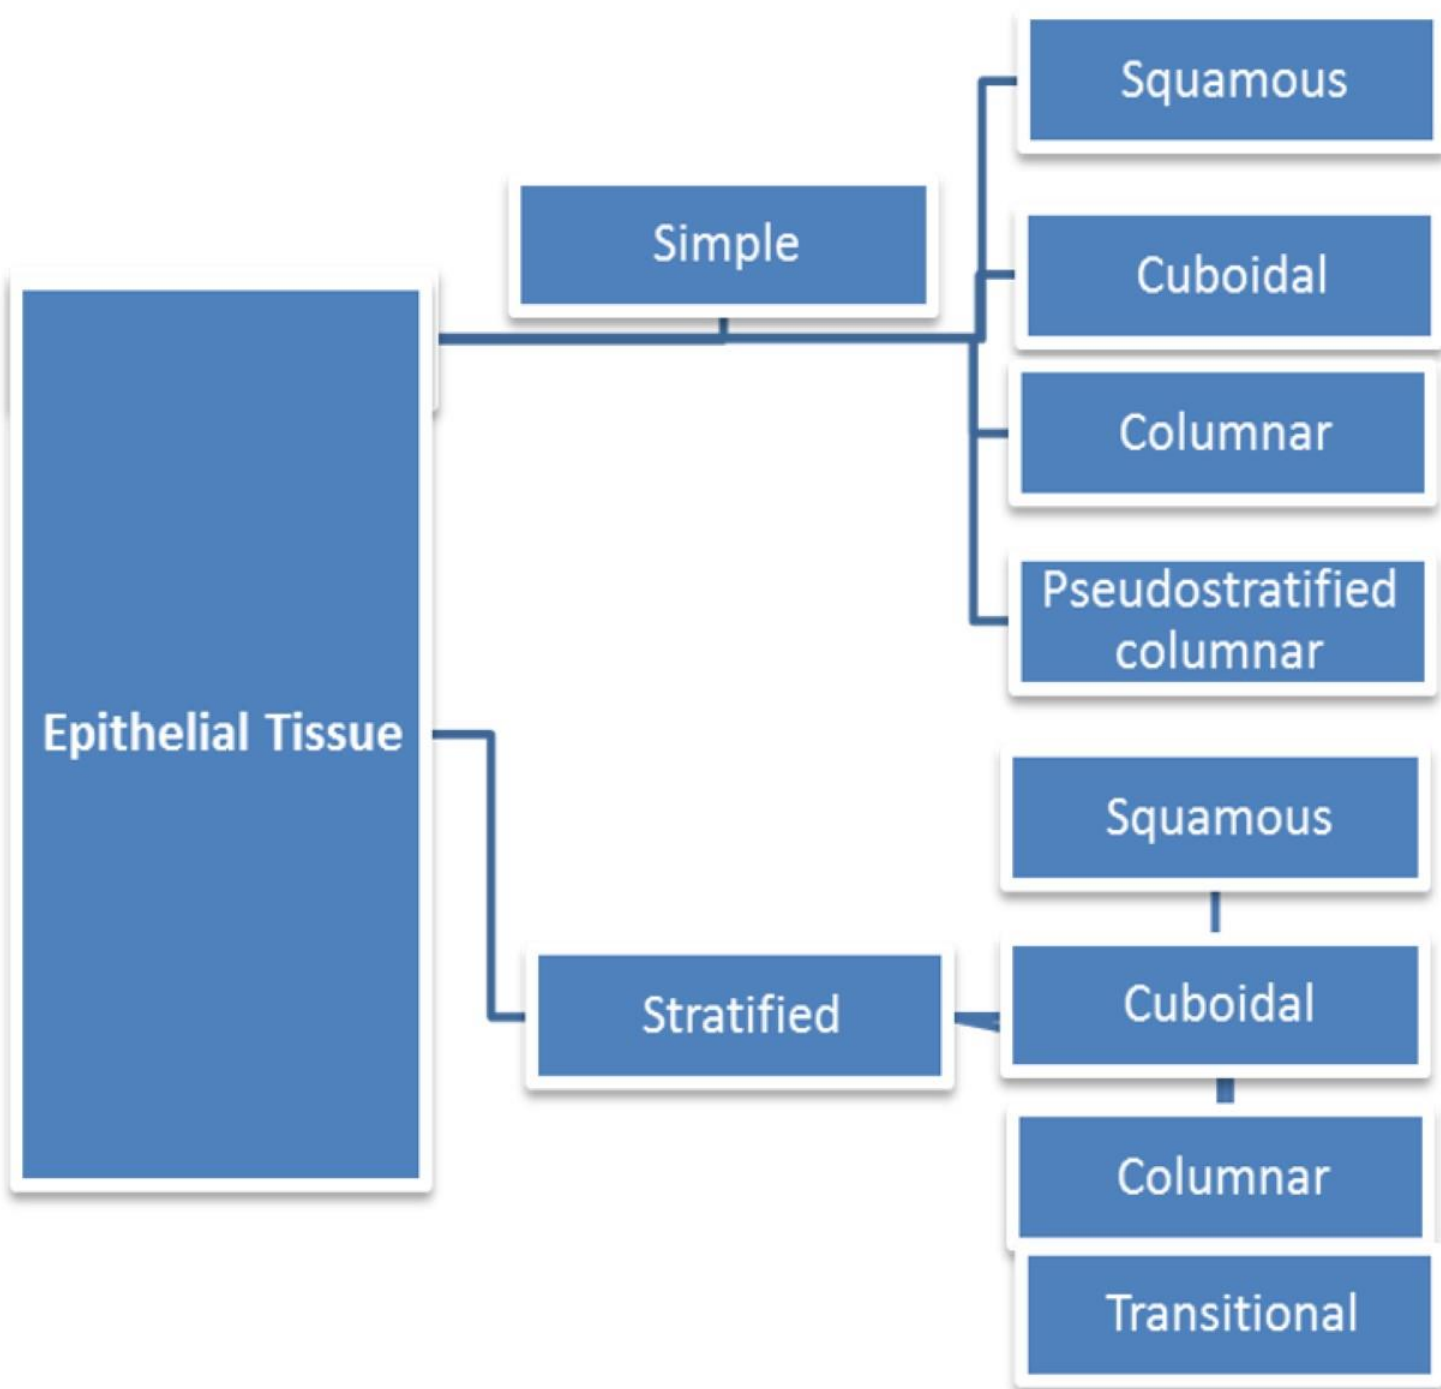 Epithelial Tissue
Simple
Squamous
Cuboidal
Columnar
Pseudostratified
columnar
Stratified
Squamous
Cuboidal
Columnar
Transitional